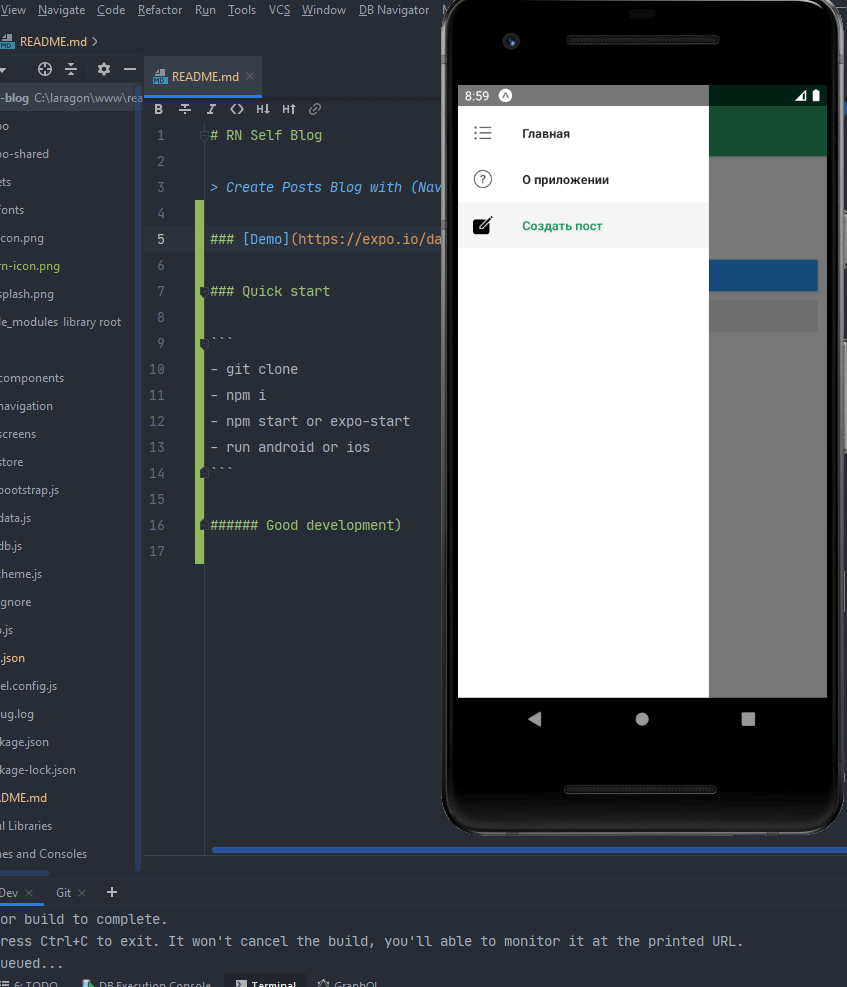 View Navigate Code Refactor Run Tools VCS Window DB Navigator
README.md
README.md
-blog C:\laragon\www\rea
po
po-shared
ets
fonts
con.png
rn-icon.png
splash.png
le_modules library root
components
navigation
screens
store
bootstrap.js
data.js
db.js
theme.js
gnore
o.js
.json
el.config.js
ug.log
kage.json
kage-lock.json
DME.md
al Libraries
hes and Consoles
B I H↓ H↑
1 # RN Self Blog
2
3 > Create Posts Blog with (Nav
4
5 ### [Demo](https://expo.io/da
6
7 ### Quick start
8
9 ```
10 - git clone
11 - npm i
12 - npm start or expo-start
13 - run android or ios
14 ```
15
16 ###### Good development)
17
8:59
Главная
О приложении
Создать пост
Dev Git
or build to complete.
ress Ctrl+C to exit. It won't cancel the build, you'll able to monitor it at the printed URL.
ueued...
6: TODO DB Execution Console Terminal GraphQL